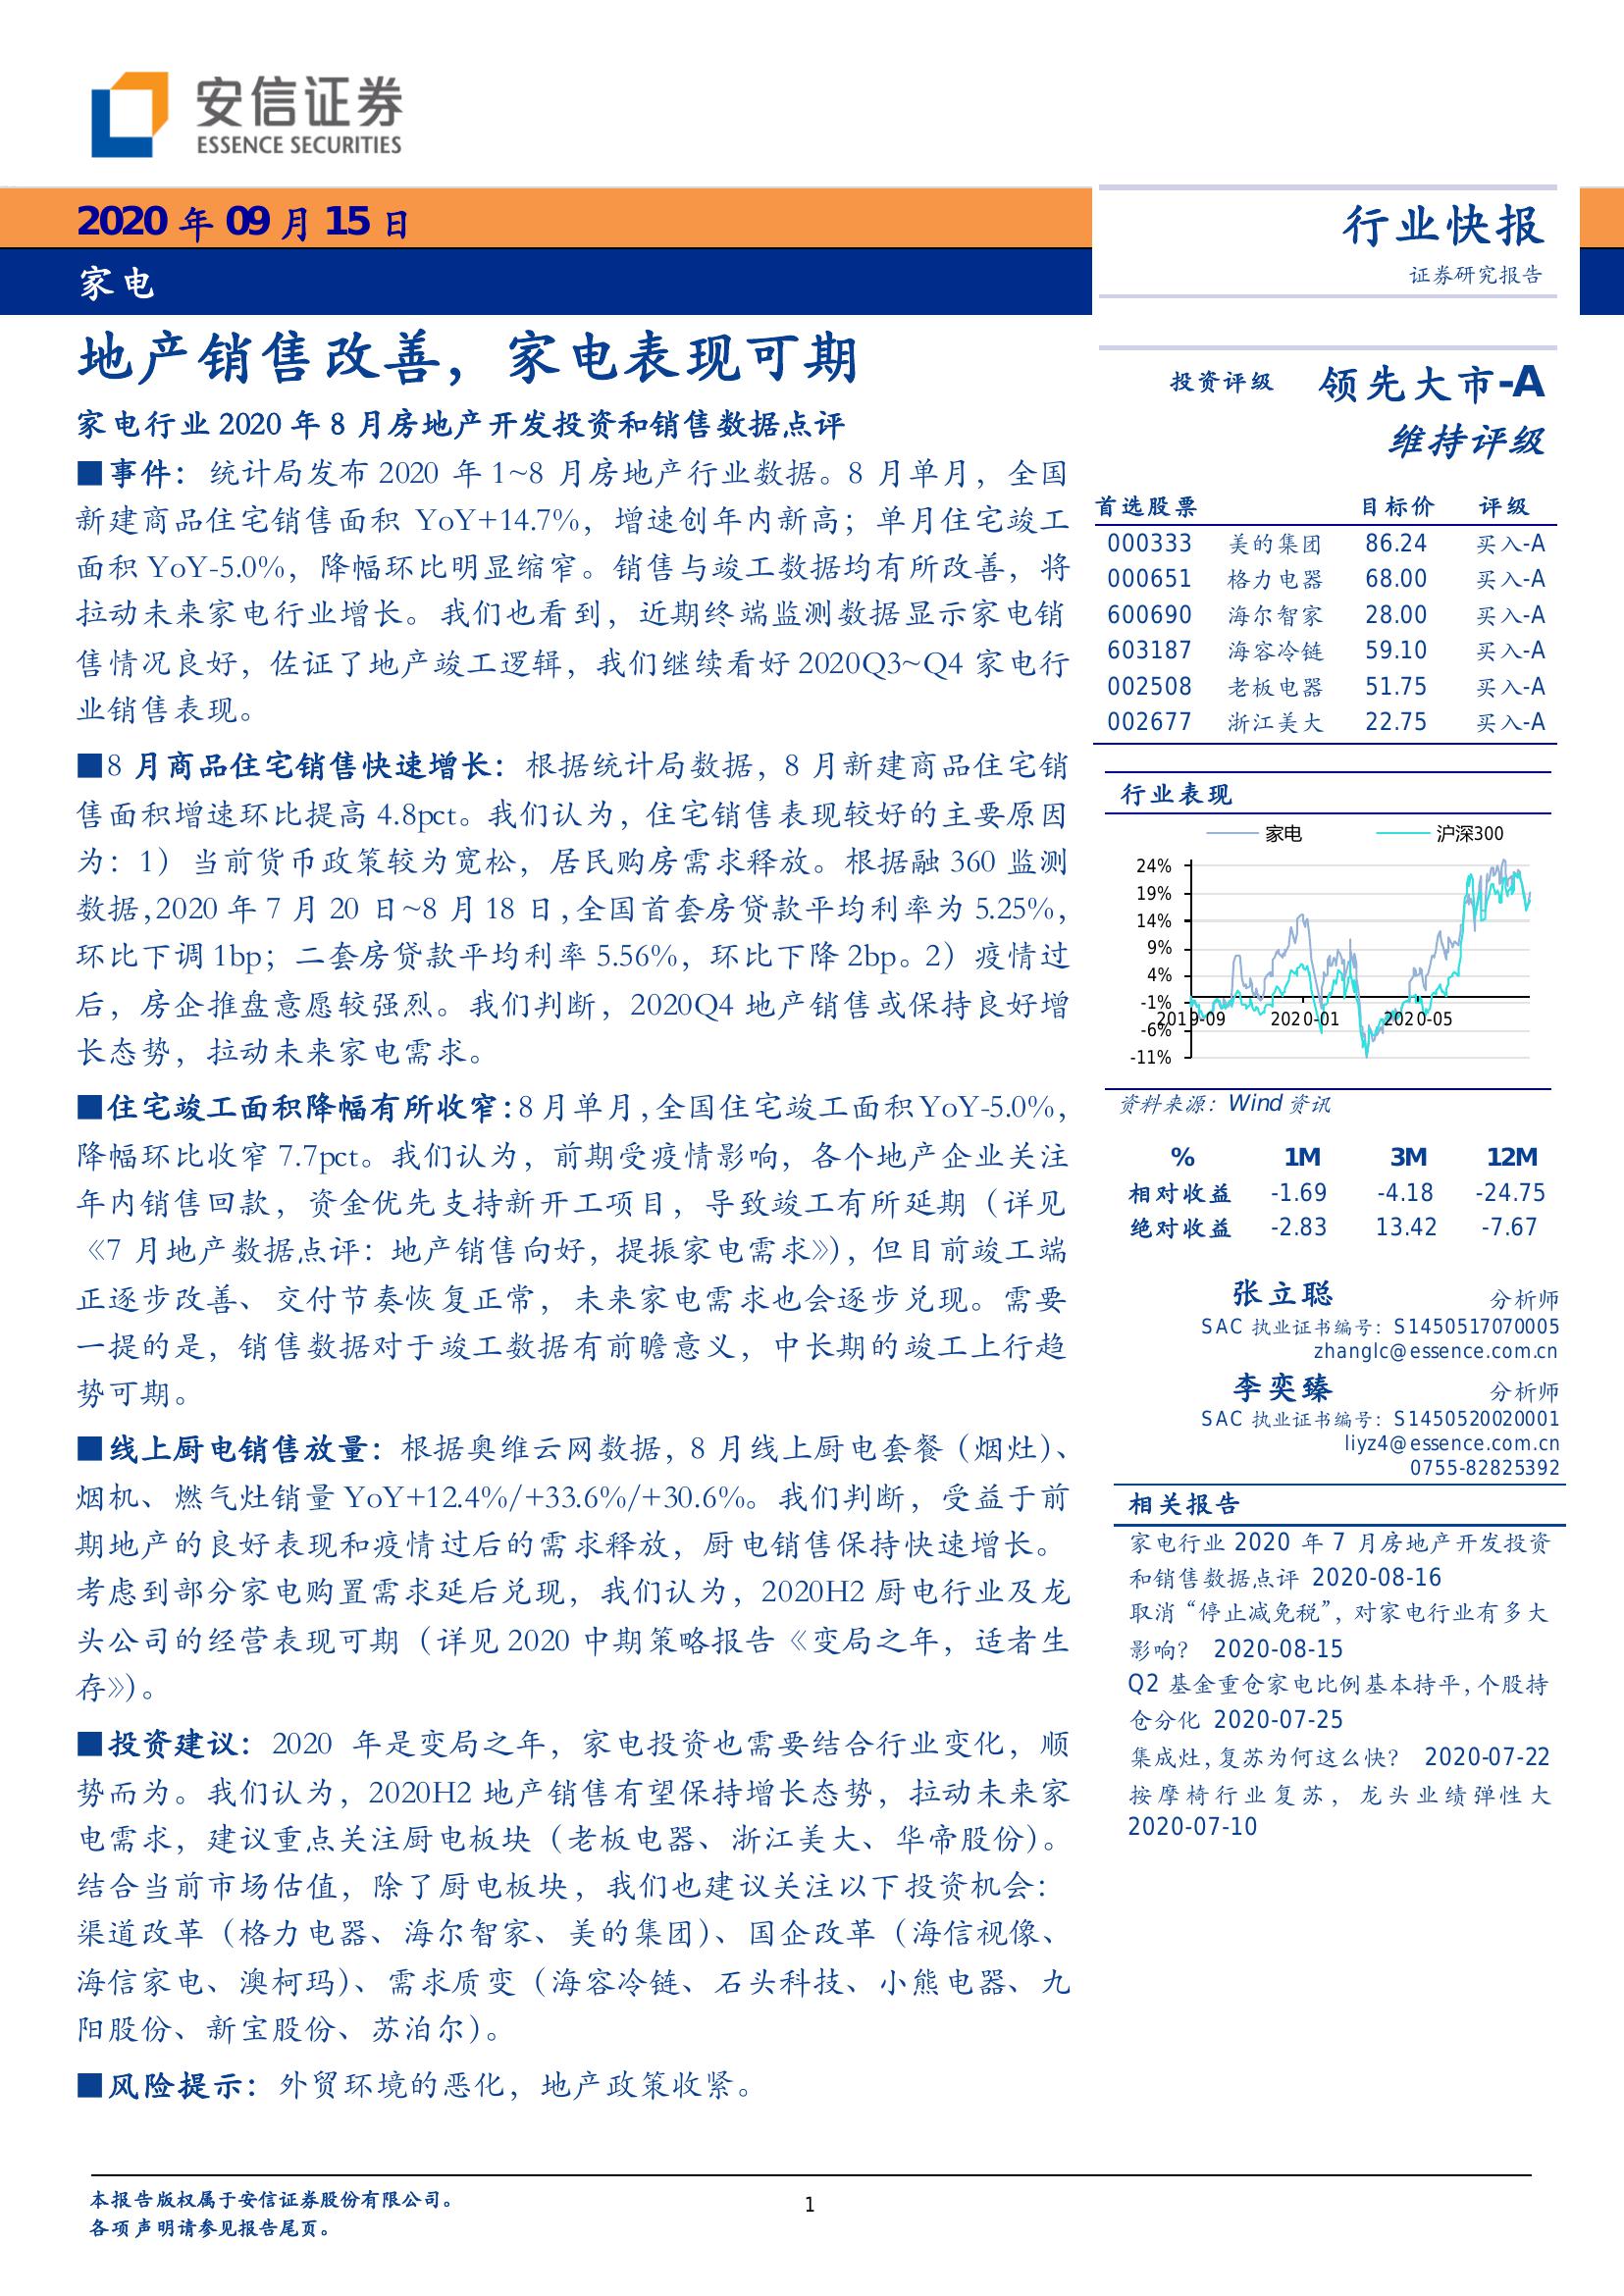 安信证券
ESSENCE SECURITIES
2020 年 09 月 15 日
家电
行业快报
证券研究报告
地产销售改善，家电表现可期
家电行业 2020 年 8 月房地产开发投资和销售数据点评
■事件：统计局发布 2020 年 1~8 月房地产行业数据。8 月单月，全国
新建商品住宅销售面积 YoY+14.7%，增速创年内新高；单月住宅竣工
面积 YoY-5.0%，降幅环比明显缩窄。销售与竣工数据均有所改善，将
拉动未来家电行业增长。我们也看到，近期终端监测数据显示家电销
售情况良好，佐证了地产竣工逻辑，我们继续看好 2020Q3~Q4 家电行
业销售表现。
■8 月商品住宅销售快速增长：根据统计局数据，8 月新建商品住宅销
售面积增速环比提高 4.8pct。我们认为，住宅销售表现较好的主要原因
为：1）当前货币政策较为宽松，居民购房需求释放。根据融 360 监测
数据,2020 年 7 月 20 日~8 月 18 日,全国首套房贷款平均利率为 5.25%，
环比下调 1bp；二套房贷款平均利率 5.56%，环比下降 2bp。2）疫情过
后，房企推盘意愿较强烈。我们判断，2020Q4 地产销售或保持良好增
长态势，拉动未来家电需求。
■住宅竣工面积降幅有所收窄：8 月单月,全国住宅竣工面积 YoY-5.0%，
降幅环比收窄 7.7pct。我们认为，前期受疫情影响，各个地产企业关注
年内销售回款，资金优先支持新开工项目，导致竣工有所延期（详见
《7 月地产数据点评：地产销售向好，提振家电需求》），但目前竣工端
正逐步改善、交付节奏恢复正常，未来家电需求也会逐步兑现。需要
一提的是，销售数据对于竣工数据有前瞻意义，中长期的竣工上行趋
势可期。
■线上厨电销售放量：根据奥维云网数据，8 月线上厨电套餐（烟灶）、
烟机、燃气灶销量 YoY+12.4%/+33.6%/+30.6%。我们判断，受益于前
期地产的良好表现和疫情过后的需求释放，厨电销售保持快速增长。
考虑到部分家电购置需求延后兑现，我们认为，2020H2 厨电行业及龙
头公司的经营表现可期（详见 2020 中期策略报告《变局之年，适者生
存》）。
■投资建议：2020 年是变局之年，家电投资也需要结合行业变化，顺
势而为。我们认为，2020H2 地产销售有望保持增长态势，拉动未来家
电需求，建议重点关注厨电板块（老板电器、浙江美大、华帝股份）。
结合当前市场估值，除了厨电板块，我们也建议关注以下投资机会：
渠道改革（格力电器、海尔智家、美的集团）、国企改革（海信视像、
海信家电、澳柯玛）、需求质变（海容冷链、石头科技、小熊电器、九
阳股份、新宝股份、苏泊尔）。
■风险提示：外贸环境的恶化，地产政策收紧。
投资评级 领先大市-A
维持评级
首选股票 目标价 评级
000333 美的集团 86.24 买入-A
000651 格力电器 68.00 买入-A
600690 海尔智家 28.00 买入-A
603187 海容冷链 59.10 买入-A
002508 老板电器 51.75 买入-A
002677 浙江美大 22.75 买入-A
行业表现
家电 沪深300
24%
19%
14%
9%
4%
-1%
2019-09 2020-01 2020-05
-6%
-11%
资料来源：Wind 资讯
% 1M 3M 12M
相对收益 -1.69 -4.18 -24.75
绝对收益 -2.83 13.42 -7.67
张立聪 分析师
SAC 执业证书编号：S1450517070005
zhanglc@essence.com.cn
李奕臻 分析师
SAC 执业证书编号：S1450520020001
liyz4@essence.com.cn
0755-82825392
相关报告
家电行业 2020 年 7 月房地产开发投资
和销售数据点评 2020-08-16
取消“停止减免税”，对家电行业有多大
影响？ 2020-08-15
Q2 基金重仓家电比例基本持平，个股持
仓分化 2020-07-25
集成灶，复苏为何这么快？ 2020-07-22
按摩椅行业复苏，龙头业绩弹性大
2020-07-10
本报告版权属于安信证券股份有限公司。
各项声明请参见报告尾页。
1